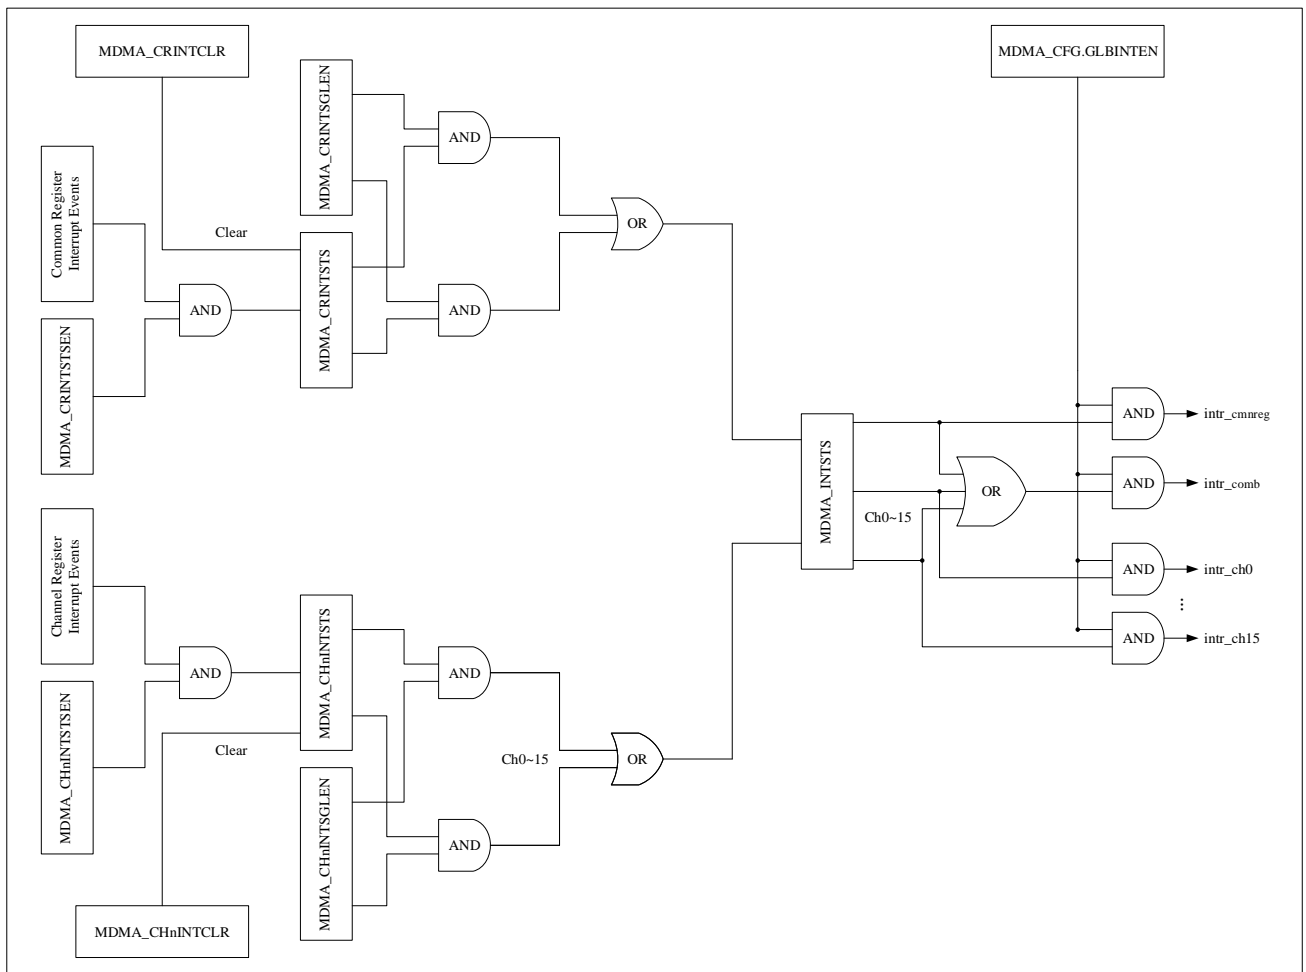 MDMA_CRINTCLR
MDMA_CFG.GLBINTEN
MDMA_CRINTSGLEN
AND
Common Register
Interrupt Events
Clear
OR
MDMA_CRINTSTS
AND
AND
MDMA_CRINTSTSEN
AND
intr_cmnreg
MDMA_INTSTS
OR
AND
intr_comb
Ch0~15
Channel Register
Interrupt Events
AND
intr_ch0
...
AND
intr_ch15
MDMA_CHnINTSTS
AND
AND
MDMA_CHnINTSTSEN
Clear
Ch0~15
OR
MDMA_CHnINTSGLEN
AND
MDMA_CHnINTCLR